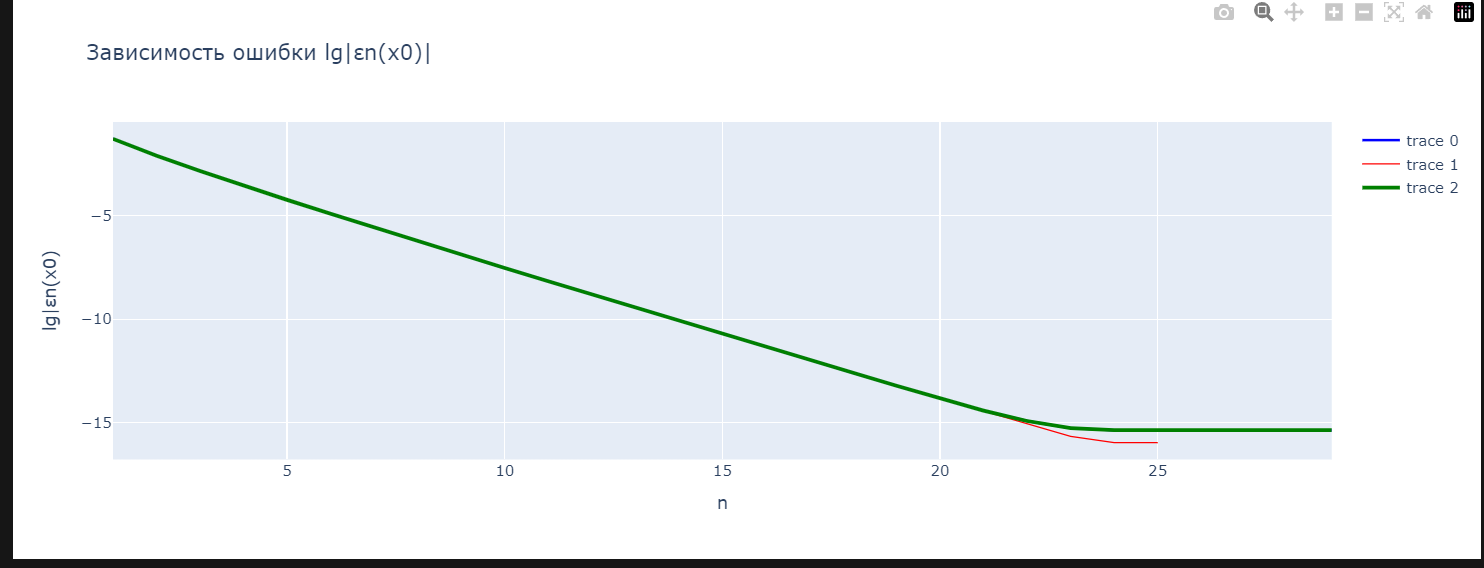 Зависимость ошибки lg|εn(x0)|
trace 0
trace 1
trace 2
lg|εn(x0)
−5
−10
−15
5
10
15
20
25
n